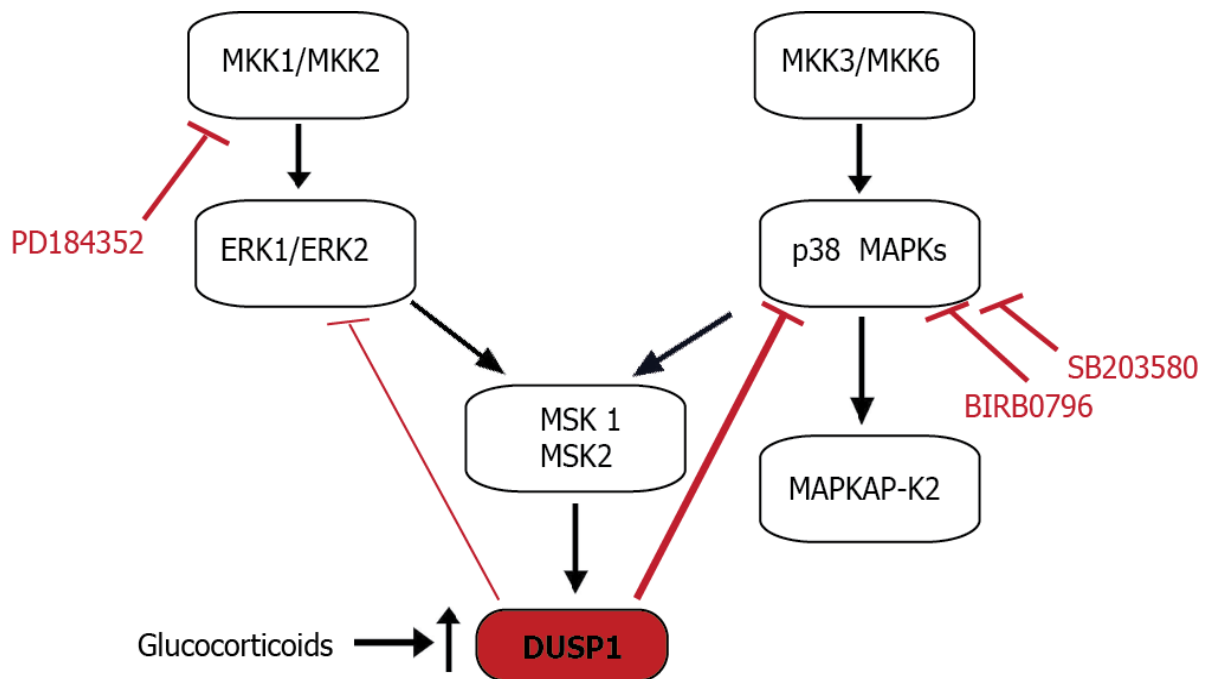 MKK1/MKK2
MKK3/MKK6
PD184352
ERK1/ERK2
p38 MAPKs
SB203580
BIRB0796
MSK 1
MSK2
MAPKAP-K2
Glucocorticoids
DUSP1